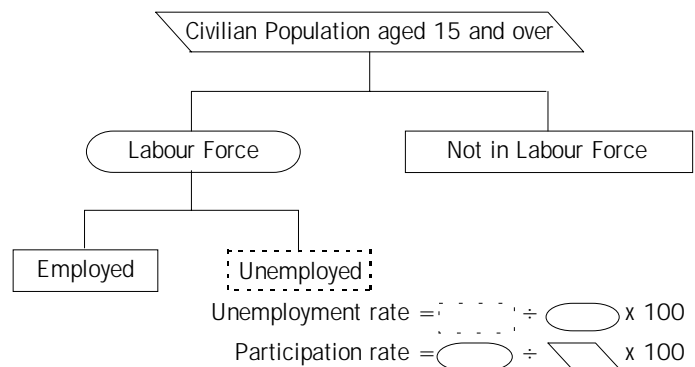 Civilian Population aged 15 and over
Labour Force
Not in Labour Force
Employed
Unemployed
Unemployment rate = ÷ x 100
Participation rate = ÷ x 100